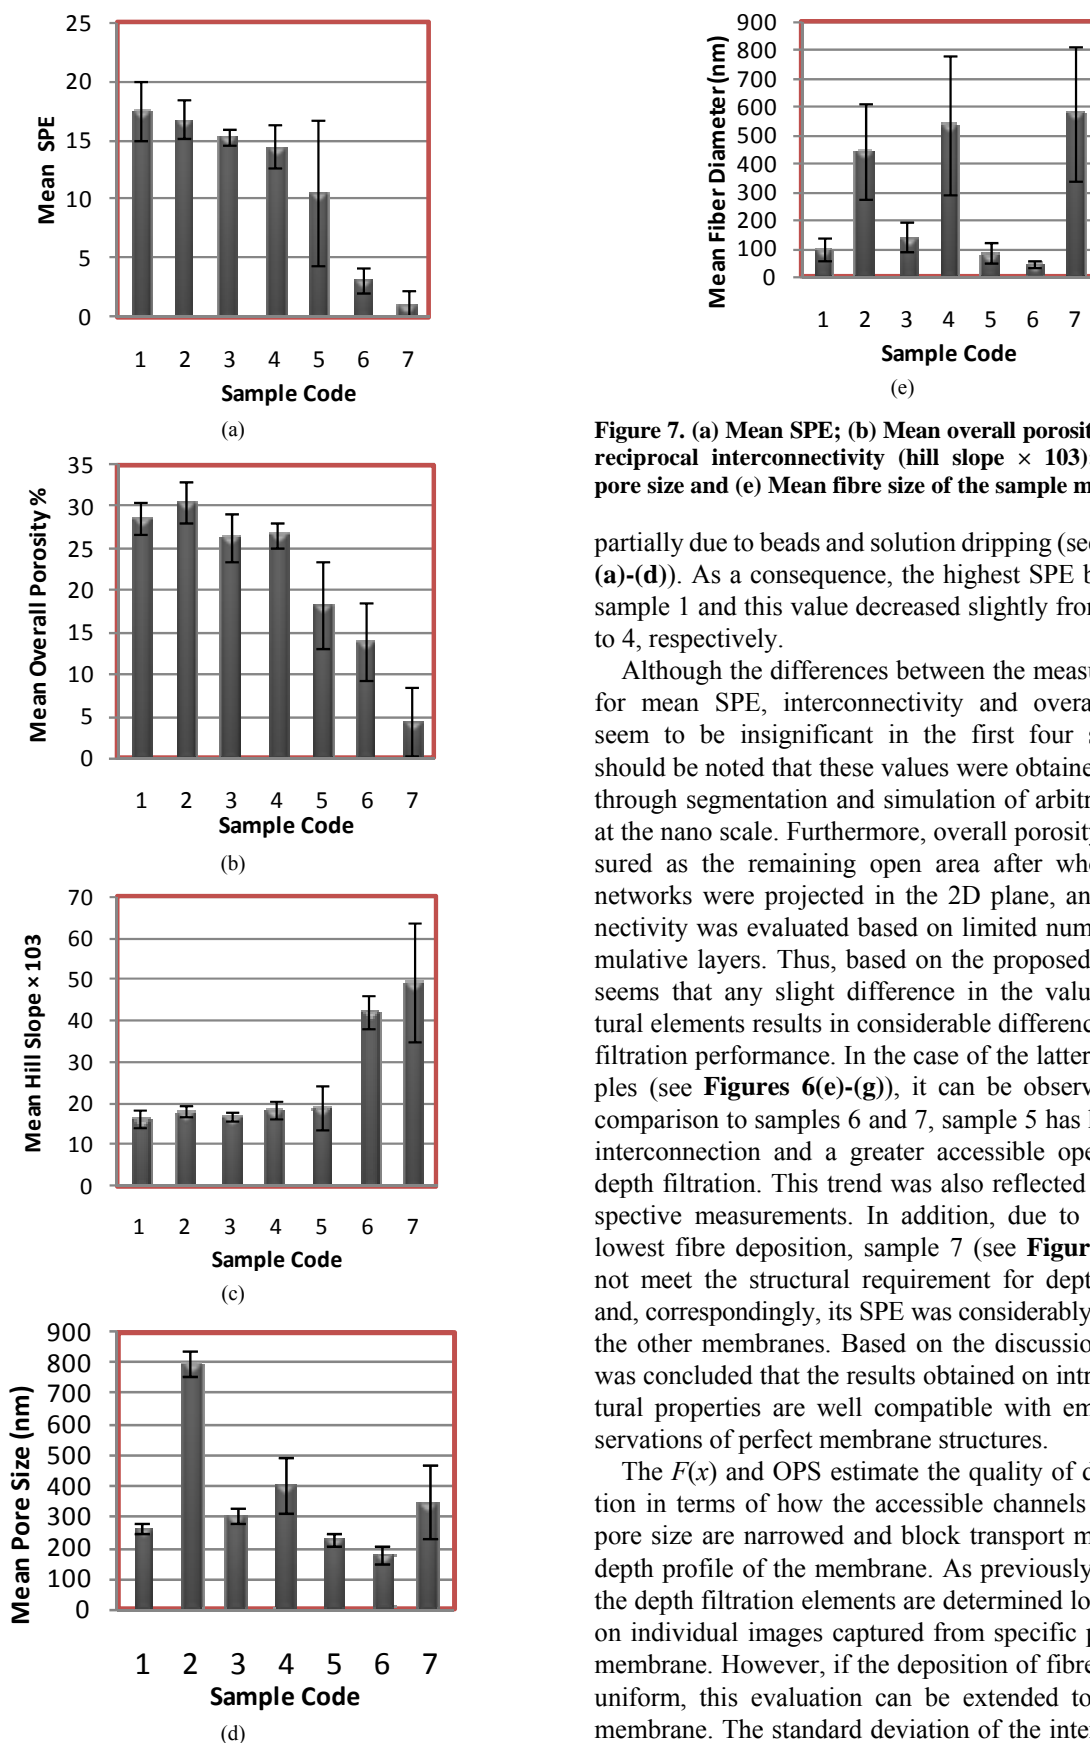 25
20
15
10
5
0
Mean SPE
1 2 3 4 5 6 7
Sample Code
(a)
35
30
25
20
15
10
5
0
Mean Overall Porosity %
1 2 3 4 5 6 7
Sample Code
(b)
70
60
50
40
30
20
10
0
Mean Hill Slope × 103
1 2 3 4 5 6 7
Sample Code
(c)
900
800
700
600
500
400
300
200
100
0
Mean Pore Size (nm)
1 2 3 4 5 6 7
Sample Code
(d)
900
800
700
600
500
400
300
200
100
0
Mean Fiber Diameter (nm)
1 2 3 4 5 6 7
Sample Code
(e)
Figure 7. (a) Mean SPE; (b) Mean overall porosit
reciprocal interconnectivity (hill slope × 103)
pore size and (e) Mean fibre size of the sample m
partially due to beads and solution dripping (see
(a)-(d)). As a consequence, the highest SPE b
sample 1 and this value decreased slightly from
to 4, respectively.
Although the differences between the measu
for mean SPE, interconnectivity and overa
seem to be insignificant in the first four s
should be noted that these values were obtaine
through segmentation and simulation of arbitr
at the nano scale. Furthermore, overall porosity
sured as the remaining open area after who
networks were projected in the 2D plane, an
nectivity was evaluated based on limited num
mulative layers. Thus, based on the proposed
seems that any slight difference in the valu
tural elements results in considerable differenc
filtration performance. In the case of the latter
ples (see Figures 6(e)-(g)), it can be observ
comparison to samples 6 and 7, sample 5 has
interconnection and a greater accessible ope
depth filtration. This trend was also reflected
spective measurements. In addition, due to
lowest fibre deposition, sample 7 (see Figur
not meet the structural requirement for dept
and, correspondingly, its SPE was considerably
the other membranes. Based on the discussion
was concluded that the results obtained on intr
tural properties are well compatible with em
servations of perfect membrane structures.
The F(x) and OPS estimate the quality of d
tion in terms of how the accessible channels
pore size are narrowed and block transport m
depth profile of the membrane. As previously
the depth filtration elements are determined lo
on individual images captured from specific p
membrane. However, if the deposition of fibre
uniform, this evaluation can be extended to
membrane. The standard deviation of the inter